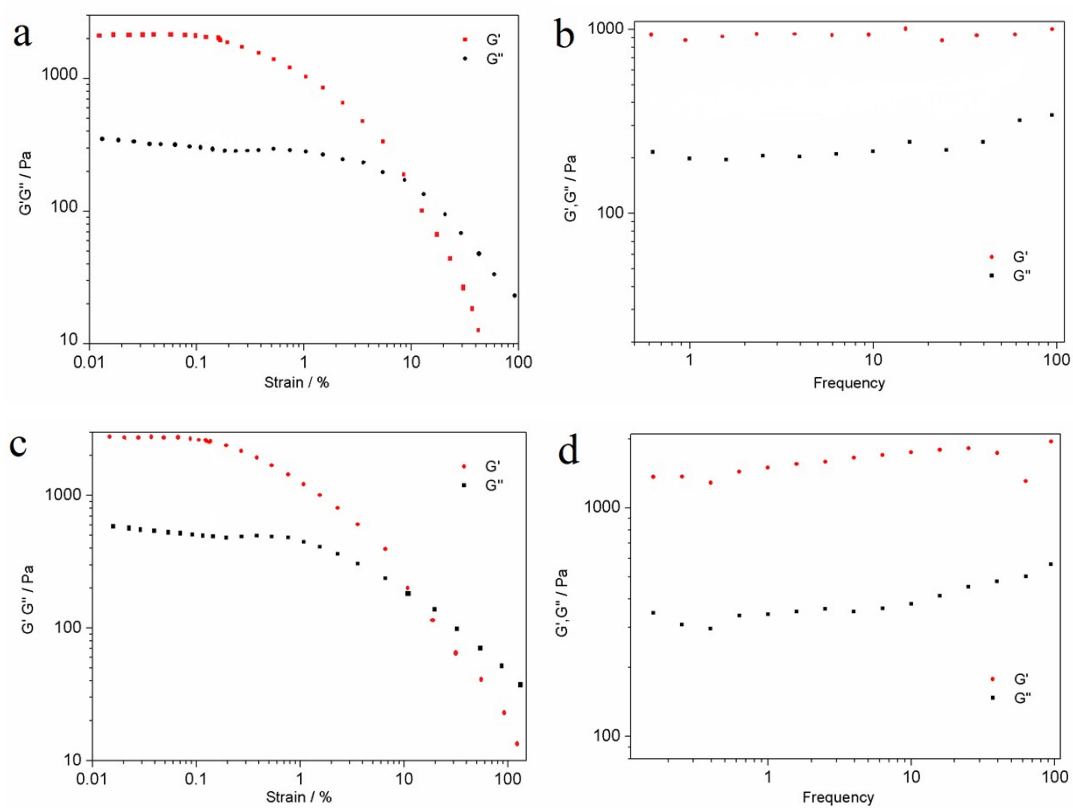 a
G'
G"
1000
100
10
G'G" / Pa
0.01 0.1 1 10 100
Strain / %
b
1000
100
G',G" / Pa
G'
G"
1 10 100
Frequency
c
G'
G"
1000
100
10
G' G" / Pa
0.01 0.1 1 10 100
Strain / %
d
1000
100
G',G" / Pa
G'
G"
1 10 100
Frequency